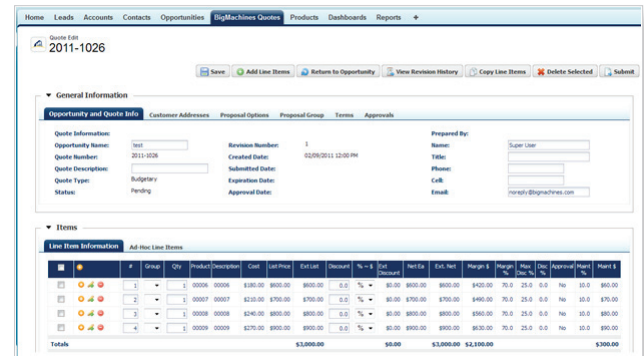 Home Leads Accounts Contacts Opportunities BigMachines Quotes Products Dashboards Reports +
Quote Edit
2011-1026
Save Add Line Items Return to Opportunity View Revision History Copy Line Items Delete Selected Submit
General Information
Opportunity and Quote Info Customer Addresses Proposal Options Proposal Group Terms Approvals
Quote Information: Prepared By:
Opportunity Name: test Revision Number: 1 Name: Super User
Quote Number: 2011-1026 Created Date: 02/09/2011 12:00 PM Title:
Quote Description: Submitted Date: Phone:
Quote Type: Budgetary Expiration Date: Cell:
Status: Pending Approval Date: Email: noreply@bigmachines.com
Items
Line Item Information Ad-Hoc Line Items
# Group Qty Product Description Cost List Price Ext List Discount % ~ $ Ext Discount Net Ea Ext. Net Margin $ Margin % Max Disc % Disc % Approval Maint % Maint $
1 1 00006 00006 $180.00 $600.00 $600.00 0.0 % $0.00 $600.00 $600.00 $420.00 70.0 25.0 0.0 No 10.0 $60.00
2 1 00007 00007 $210.00 $700.00 $700.00 0.0 % $0.00 $700.00 $700.00 $490.00 70.0 25.0 0.0 No 10.0 $70.00
3 1 00008 00008 $240.00 $800.00 $800.00 0.0 % $0.00 $800.00 $800.00 $560.00 70.0 25.0 0.0 No 10.0 $80.00
4 1 00009 00009 $270.00 $900.00 $900.00 0.0 % $0.00 $900.00 $900.00 $630.00 70.0 25.0 0.0 No 10.0 $90.00
Totals $3,000.00 $0.00 $3,000.00 $2,100.00 $300.00